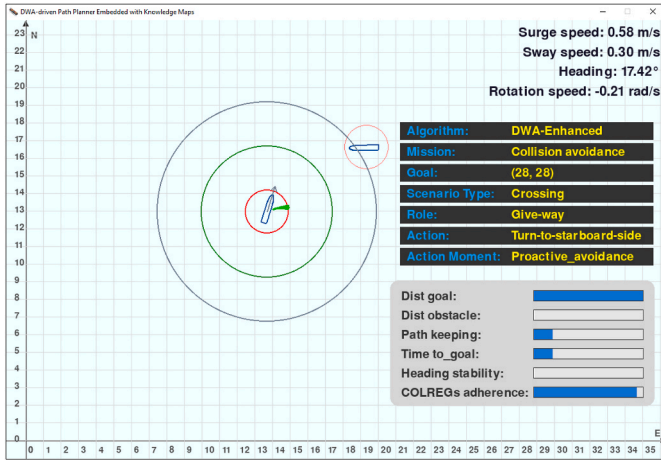 DWA-driven Path Planner Embedded with Knowledge Maps
Surge speed: 0.58 m/s
Sway speed: 0.30 m/s
Heading: 17.42°
Rotation speed: -0.21 rad/s
Algorithm: DWA-Enhanced
Mission: Collision avoidance
Goal: (28, 28)
Scenario Type: Crossing
Role: Give-way
Action: Turn-to-starboard-side
Action Moment: Proactive_avoidance
Dist goal:
Dist obstacle:
Path keeping:
Time to_goal:
Heading stability:
COLREGs adherence:
N
23
22
21
20
19
18
17
16
15
14
13
12
11
10
9
8
7
6
5
4
3
2
1
0
E
0 1 2 3 4 5 6 7 8 9 10 11 12 13 14 15 16 17 18 19 20 21 22 23 24 25 26 27 28 29 30 31 32 33 34 35